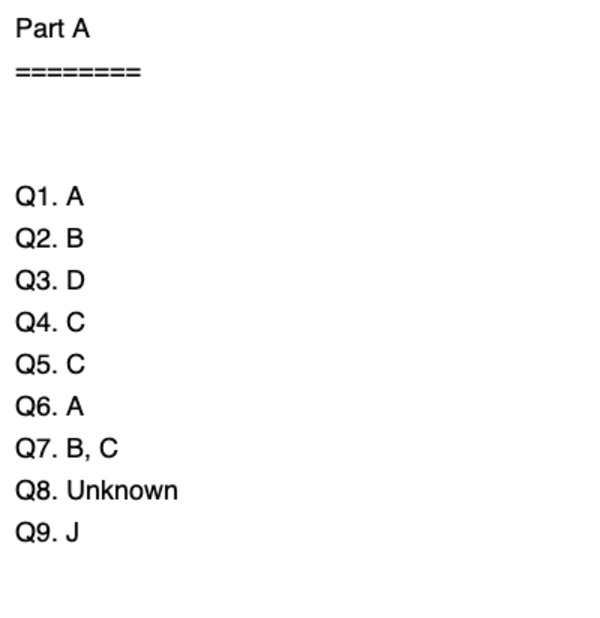 Part A
========
Q1. A
Q2. B
Q3. D
Q4. C
Q5. C
Q6. A
Q7. B, C
Q8. Unknown
Q9. J